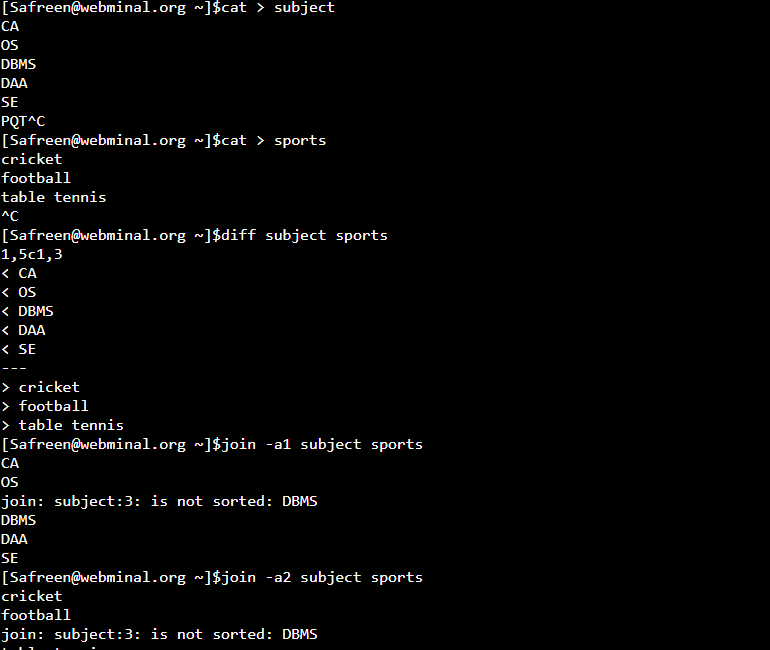 [Safreen@webminal.org ~]$cat > subject
CA
OS
DBMS
DAA
SE
PQT^C
[Safreen@webminal.org ~]$cat > sports
cricket
football
table tennis
^C
[Safreen@webminal.org ~]$diff subject sports
1,5c1,3
< CA
< OS
< DBMS
< DAA
< SE
---
> cricket
> football
> table tennis
[Safreen@webminal.org ~]$join -a1 subject sports
CA
OS
join: subject:3: is not sorted: DBMS
DBMS
DAA
SE
[Safreen@webminal.org ~]$join -a2 subject sports
cricket
football
join: subject:3: is not sorted: DBMS